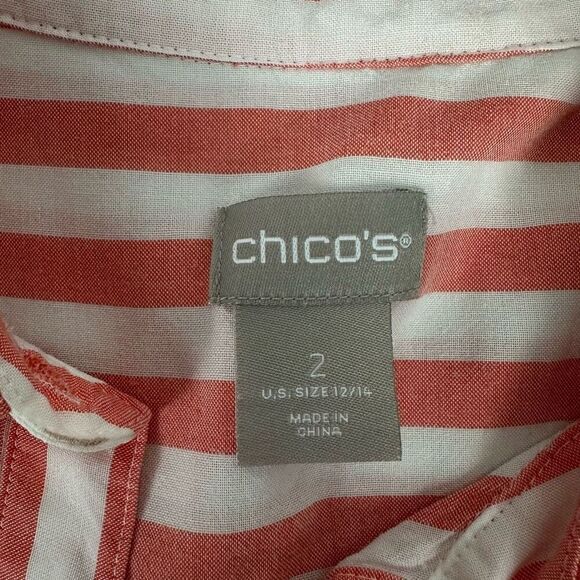 chico's®
2
U.S. SIZE 12/14
MADE IN
CHINA